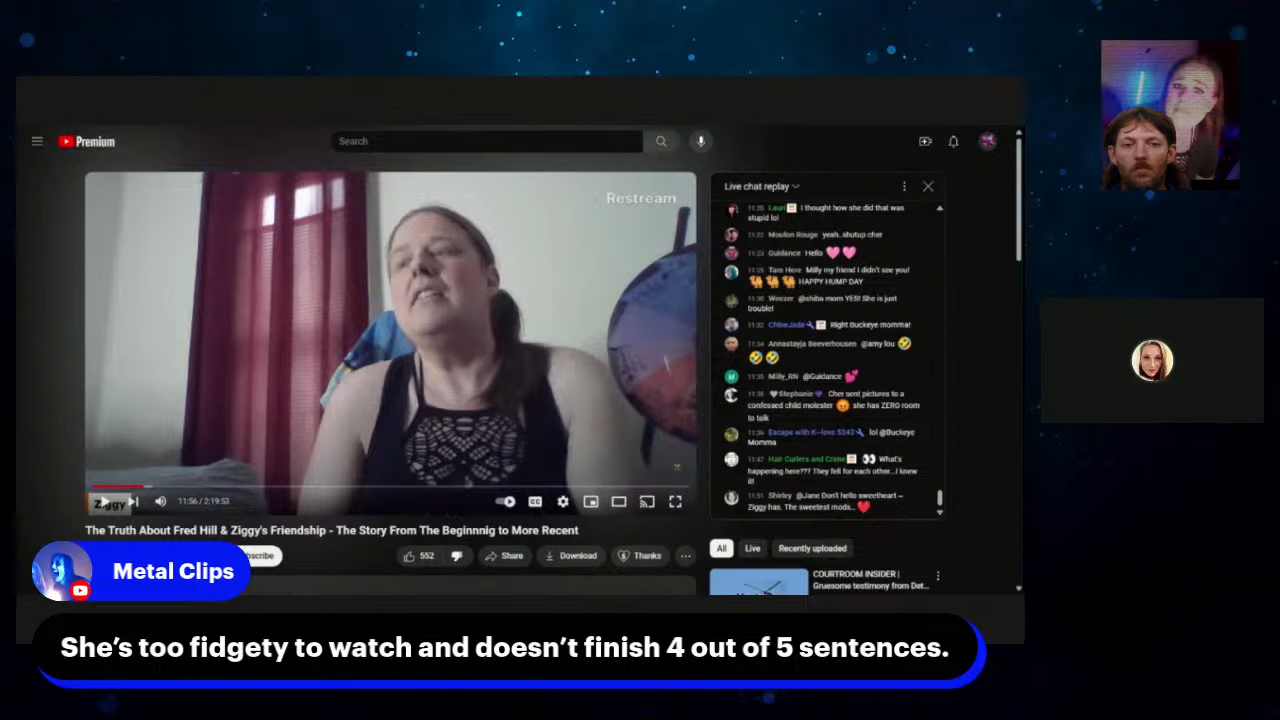 Premium
Search
Restream
Live chat replay
11:20 Lauri I thought how she did that was
stupid lol
11:22 Moulon Rouge yeah..shutup cher
11:23 Guidance Hello
Tam Here Milly my friend I didn't see you!
HAPPY HUMP DAY
11:30 Weezer @shiba mom YES! She is just
trouble!
11:32 ChloeJade Right Buckeye momma!
11:34 Annastayja Beeverhousen @amy lou
M 11:35 Milly_RN @Guidance
11:35 Stephanie Cher sent pictures to a
confessed child molester she has ZERO room
to talk
11:36 Escape with K-love 5343 lol @Buckeye
Momma
11:47 Hair Curlers and Crime What's
happening here??? They fell for each other...I knew
it!
11:51 Shirley @Jane Don't hello sweetheart ~
Ziggy has. The sweetest mods..
Ziggy
11:56 / 2:19:53
CC
The Truth About Fred Hill & Ziggy's Friendship - The Story From The Beginnnig to More Recent
552 Share Download Thanks
All Live Recently uploaded
COURTROOM INSIDER |
Gruesome testimony from Det...
Metal Clips
She's too fidgety to watch and doesn't finish 4 out of 5 sentences.